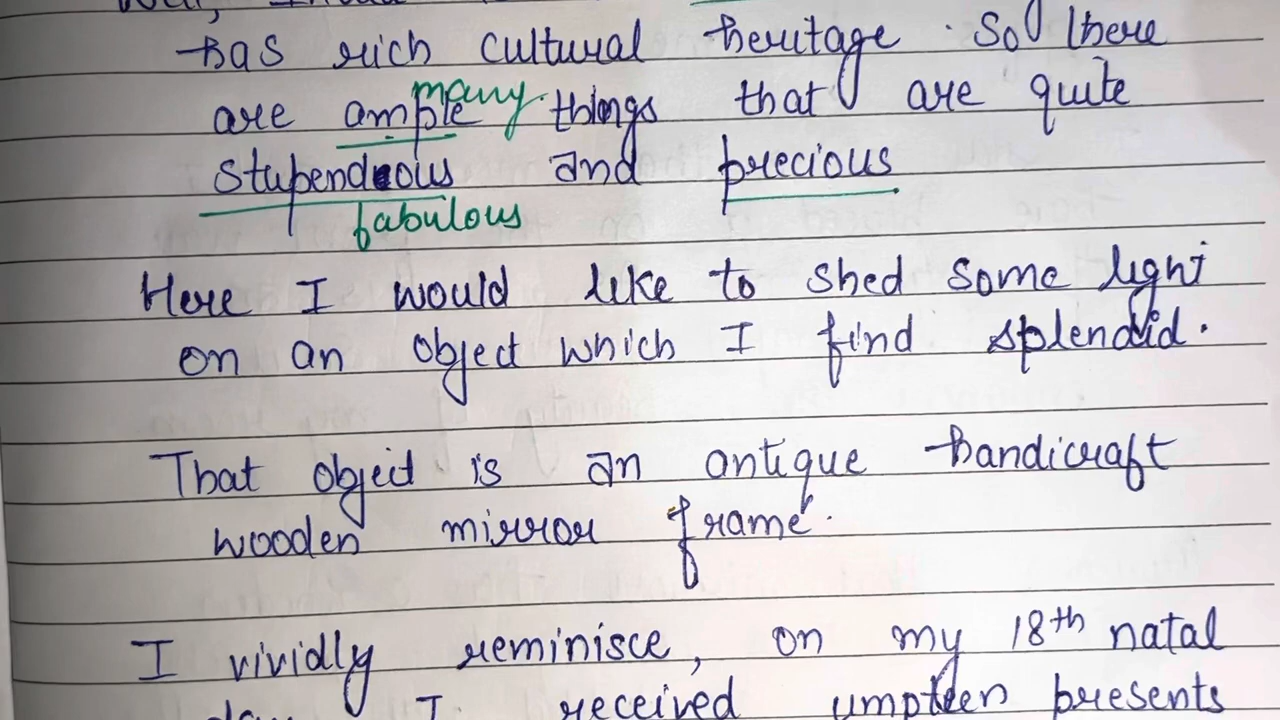 has rich cultural heritage. So there
many
are ample things that are quite
stupendous and precious
fabulous
Here I would like to shed some light
on an object which I find splendid.
That object is an antique handicraft
wooden mirror frame.
I vividly reminisce, on my 18th natal
I received umpteen presents